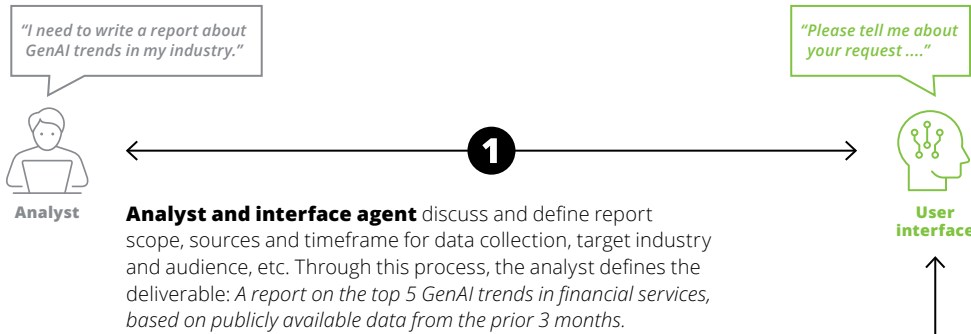 “I need to write a report about
GenAI trends in my industry.”
“Please tell me about
your request ....”
1
Analyst
User
interface
Analyst and interface agent discuss and define report
scope, sources and timeframe for data collection, target industry
and audience, etc. Through this process, the analyst defines the
deliverable: A report on the top 5 GenAI trends in financial services,
based on publicly available data from the prior 3 months.